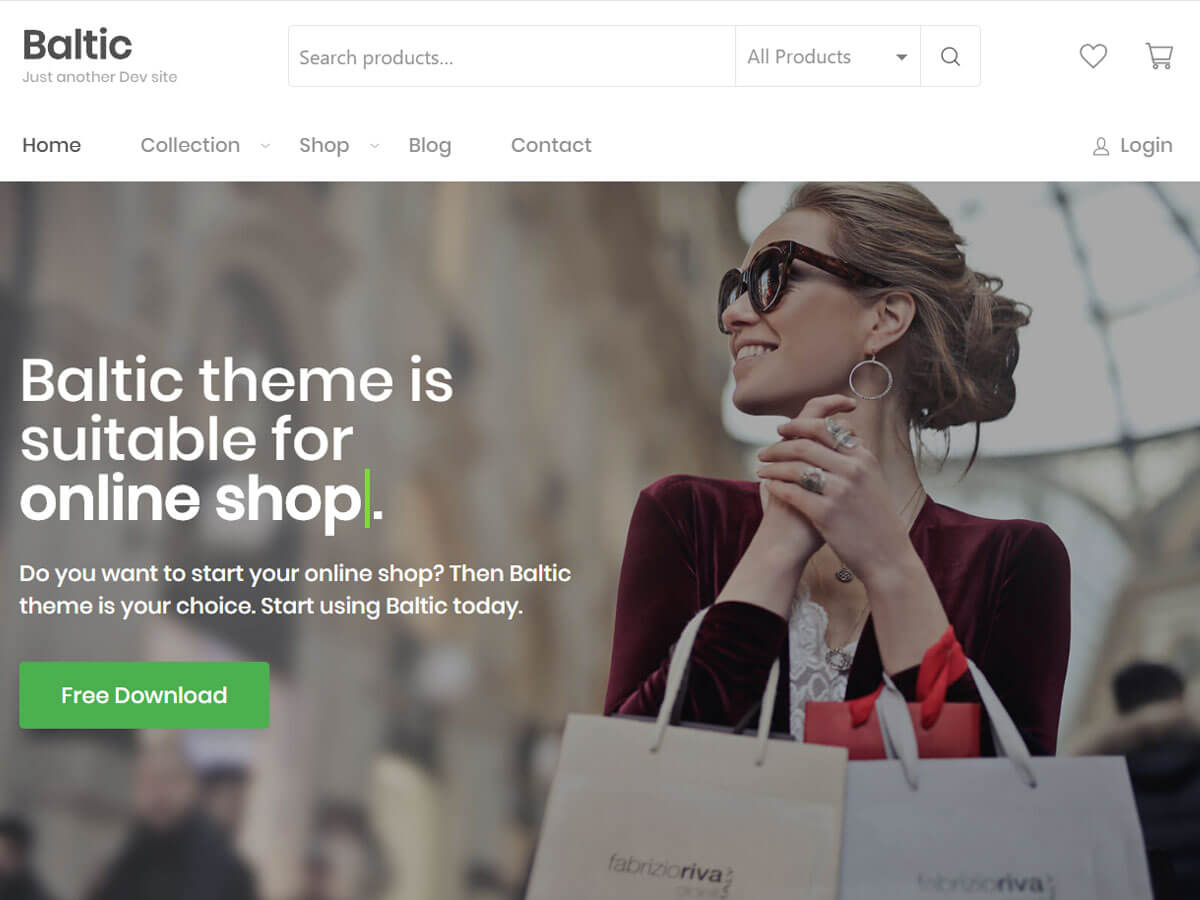 Baltic
Just another Dev site
Search products...
All Products
Home
Collection
Shop
Blog
Contact
Login
Baltic theme is
suitable for
online shop.
Do you want to start your online shop? Then Baltic
theme is your choice. Start using Baltic today.
Free Download
fabrizioriva
fabrizioriva